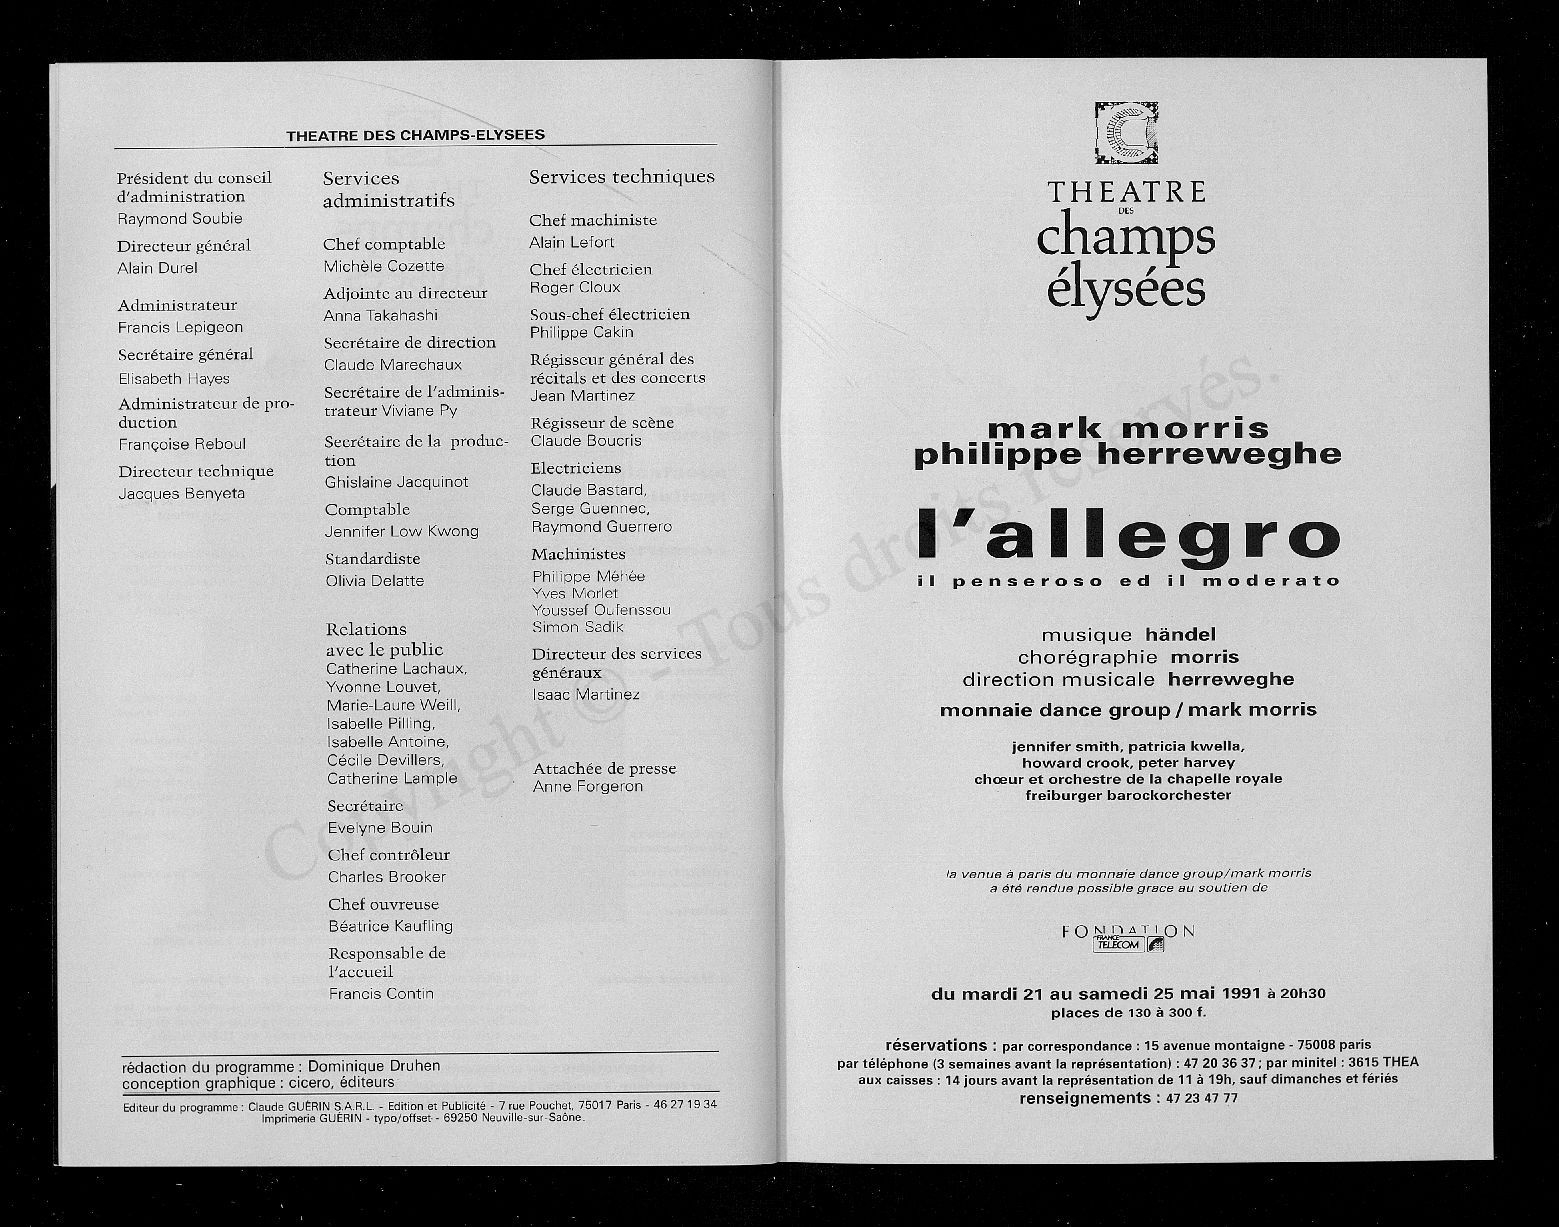 THEATRE DES CHAMPS-ELYSEES
Président du conseil
d'administration
Raymond Soubie
Directeur général
Alain Durel
Administrateur
Francis Lepigeon
Secrétaire général
Elisabeth Hayes
Administrateur de pro-
duction
Françoise Reboul
Directeur technique
Jacques Benyeta
Services
administratifs
Chef comptable
Michèle Cozette
Adjointe au directeur
Anna Takahashi
Secrétaire de direction
Claude Marechaux
Secrétaire de l'adminis-
trateur Viviane Py
Secrétaire de la produc-
tion
Ghislaine Jacquinot
Comptable
Jennifer Low Kwong
Standardiste
Olivia Delatte
Relations
avec le public
Catherine Lachaux,
Yvonne Louvet,
Marie-Laure Weill,
Isabelle Pilling,
Isabelle Antoine,
Cécile Devillers,
Catherine Lample
Secrétaire
Evelyne Bouin
Chef contrôleur
Charles Brooker
Chef ouvreuse
Béatrice Kaufling
Responsable de
l'accueil
Francis Contin
Services techniques
Chef machiniste
Alain Lefort
Chef électricien
Roger Cloux
Sous-chef électricien
Philippe Cakin
Régisseur général des
récitals et des concerts
Jean Martinez
Régisseur de scène
Claude Boucris
Electriciens
Claude Bastard,
Serge Guennec,
Raymond Guerrero
Machinistes
Philippe Méhée
Yves Morlet
Youssef Oufenssou
Simon Sadik
Directeur des services
généraux
Isaac Martinez
Attachée de presse
Anne Forgeron
rédaction du programme : Dominique Druhen
conception graphique : cicero, éditeurs
Editeur du programme : Claude GUÉRIN S.A.R.L. - Edition et Publicité - 7 rue Pouchet, 75017 Paris - 46 27 19 34
Imprimerie GUÉRIN - typo/offset - 69250 Neuville-sur-Saône.
THEATRE
DES
champs
élysées
mark morris
philippe herreweghe
l'allegro
il penseroso ed il moderato
musique händel
chorégraphie morris
direction musicale herreweghe
monnaie dance group / mark morris
jennifer smith, patricia kwella,
howard crook, peter harvey
chœur et orchestre de la chapelle royale
freiburger barockorchester
la venue à paris du monnaie dance group/mark morris
a été rendue possible grace au soutien de
FONDATION
FRANCE
TELECOM
du mardi 21 au samedi 25 mai 1991 à 20h30
places de 130 à 300 f.
réservations : par correspondance : 15 avenue montaigne - 75008 paris
par téléphone (3 semaines avant la représentation) : 47 20 36 37 ; par minitel : 3615 THEA
aux caisses : 14 jours avant la représentation de 11 à 19h, sauf dimanches et fériés
renseignements : 47 23 47 77
Copyright © - Tous droits reservés.